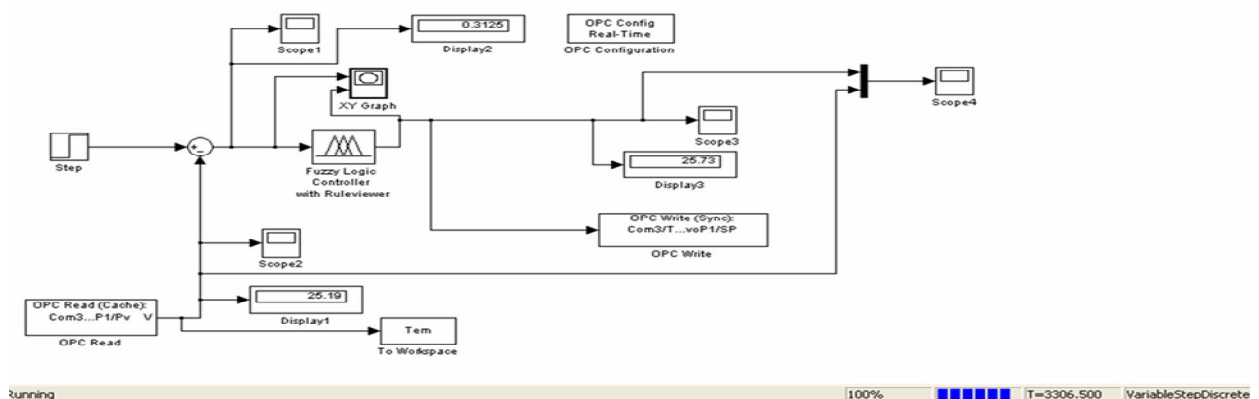 0.3125
OPC Config
Real-Time
Scope1
Display2
OPC Configuration
XY Graph
Scope4
Scope3
Step
25.73
Fuzzy Logic
Controller
with Ruleviewer
Display3
OPC Write (Sync):
Com3/T...voP1/SP
OPC Write
Scope2
25.19
OPC Read (Cache):
Com3...P1/Pv V
Display1
Tem
OPC Read
To Workspace
Running 100% T=3306.500 VariableStepDiscrete